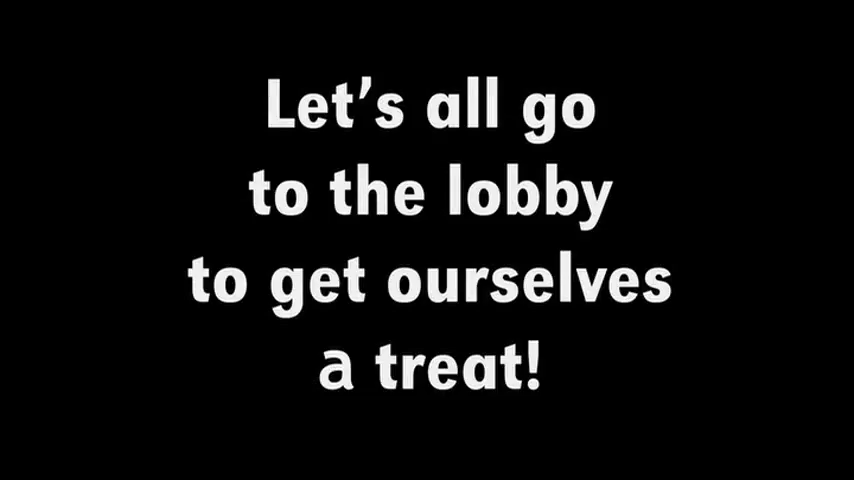 Let’s all go
to the lobby
to get ourselves
a treat!